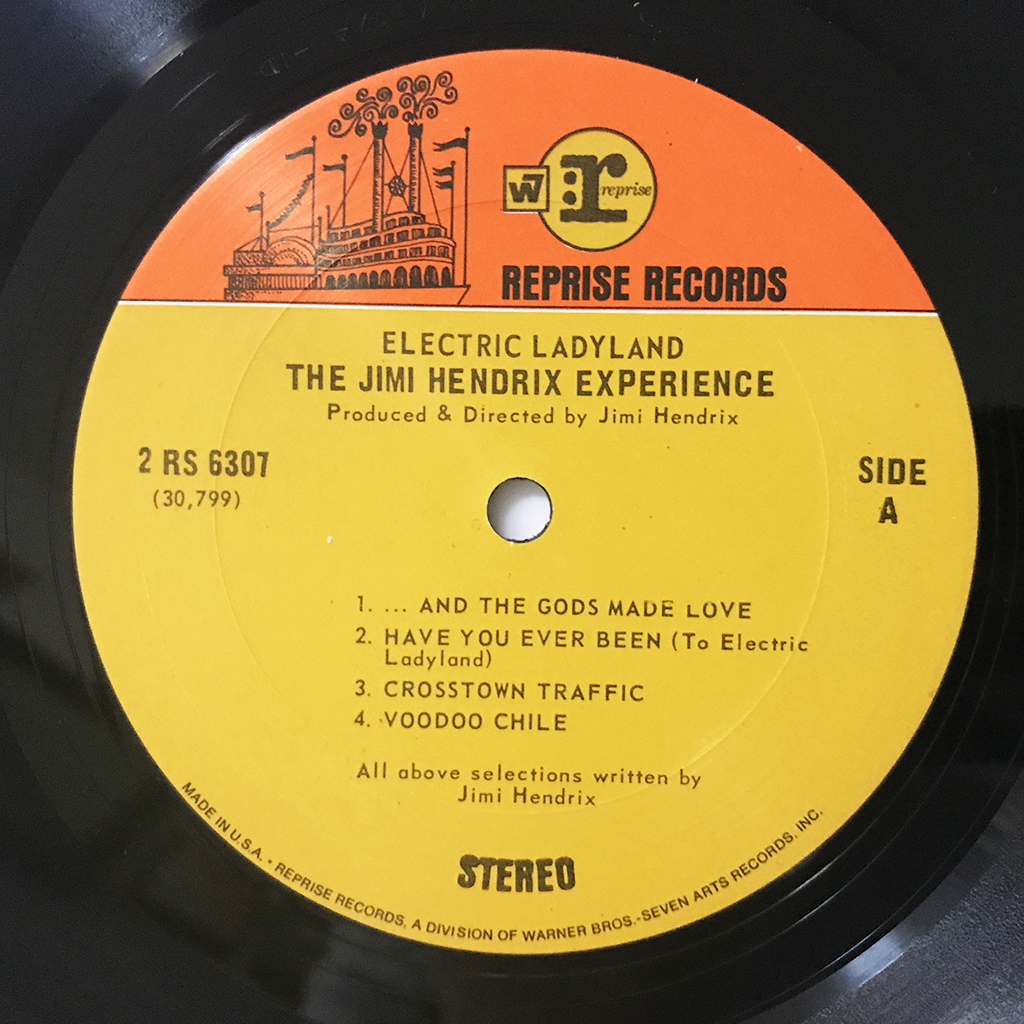 W7
r
reprise
REPRISE RECORDS
ELECTRIC LADYLAND
THE JIMI HENDRIX EXPERIENCE
Produced & Directed by Jimi Hendrix
2 RS 6307
(30,799)
SIDE
A
1. ... AND THE GODS MADE LOVE
2. HAVE YOU EVER BEEN (To Electric
Ladyland)
3. CROSSTOWN TRAFFIC
4. VOODOO CHILE
All above selections written by
Jimi Hendrix
STEREO
MADE IN U.S.A. • REPRISE RECORDS, A DIVISION OF WARNER BROS.-SEVEN ARTS RECORDS, INC.